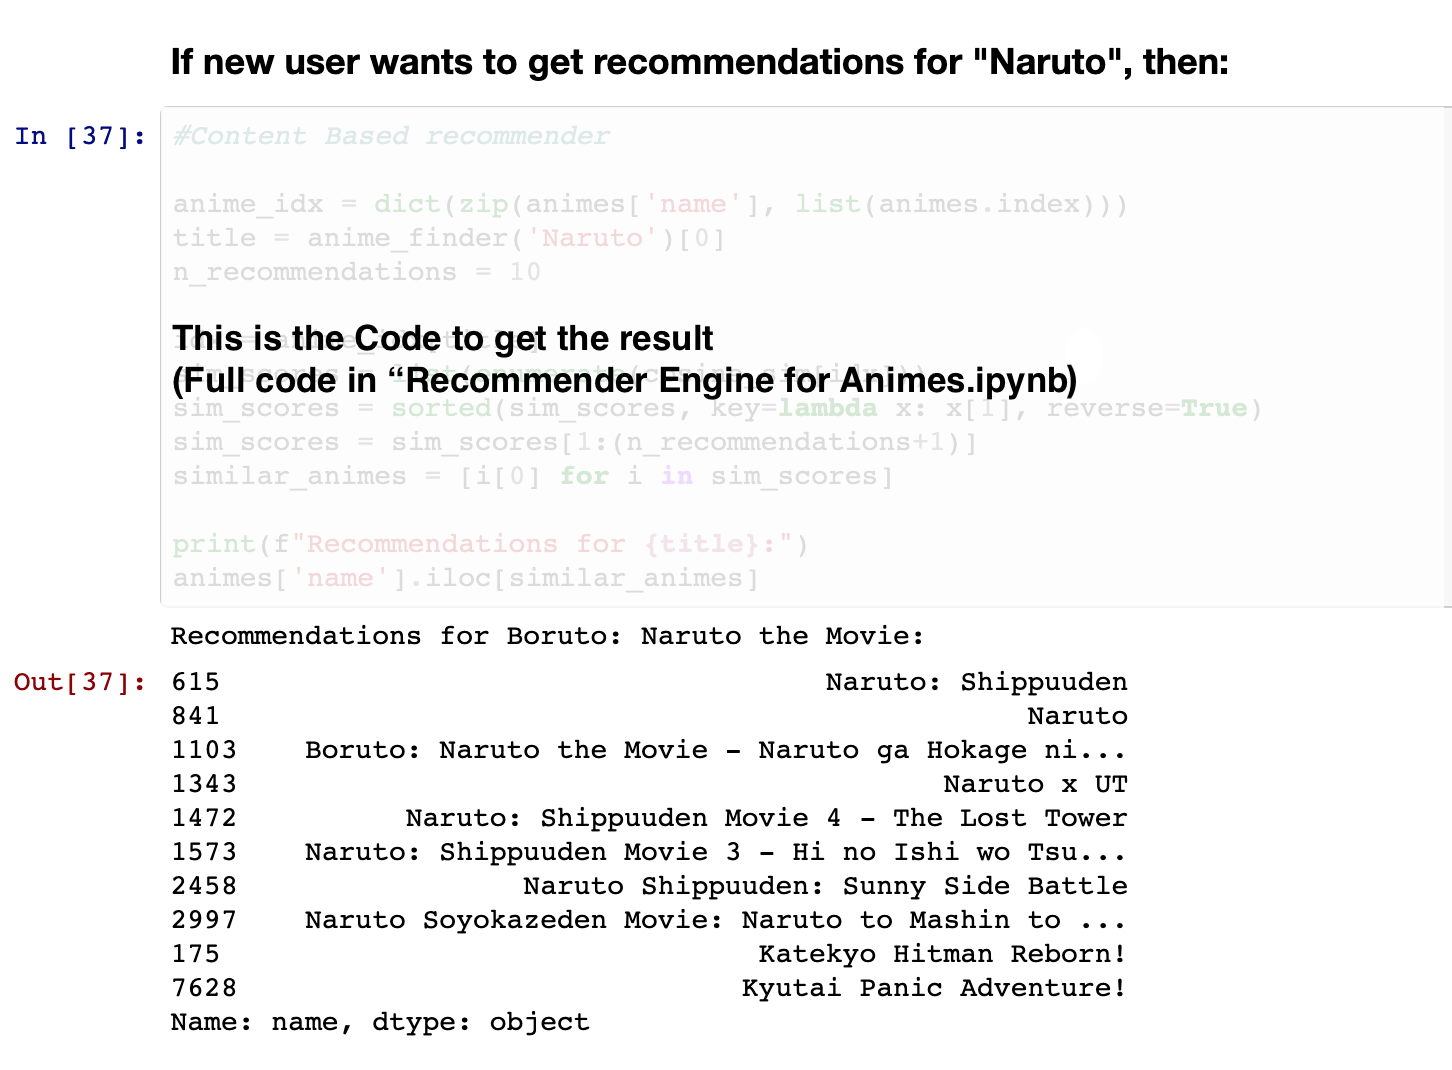 If new user wants to get recommendations for "Naruto", then:
In [37]: #Content Based recommender
anime_idx = dict(zip(animes['name'], list(animes.index)))
title = anime_finder('Naruto')[0]
n_recommendations = 10
This is the Code to get the result
(Full code in “Recommender Engine for Animes.ipynb)
sim_scores = sorted(sim_scores, key=lambda x: x[1], reverse=True)
sim_scores = sim_scores[1:(n_recommendations+1)]
similar_animes = [i[0] for i in sim_scores]
print(f"Recommendations for {title}:")
animes['name'].iloc[similar_animes]
Recommendations for Boruto: Naruto the Movie:
Out[37]: 615 Naruto: Shippuuden
841 Naruto
1103 Boruto: Naruto the Movie - Naruto ga Hokage ni...
1343 Naruto x UT
1472 Naruto: Shippuuden Movie 4 - The Lost Tower
1573 Naruto: Shippuuden Movie 3 - Hi no Ishi wo Tsu...
2458 Naruto Shippuuden: Sunny Side Battle
2997 Naruto Soyokazeden Movie: Naruto to Mashin to ...
175 Katekyo Hitman Reborn!
7628 Kyutai Panic Adventure!
Name: name, dtype: object